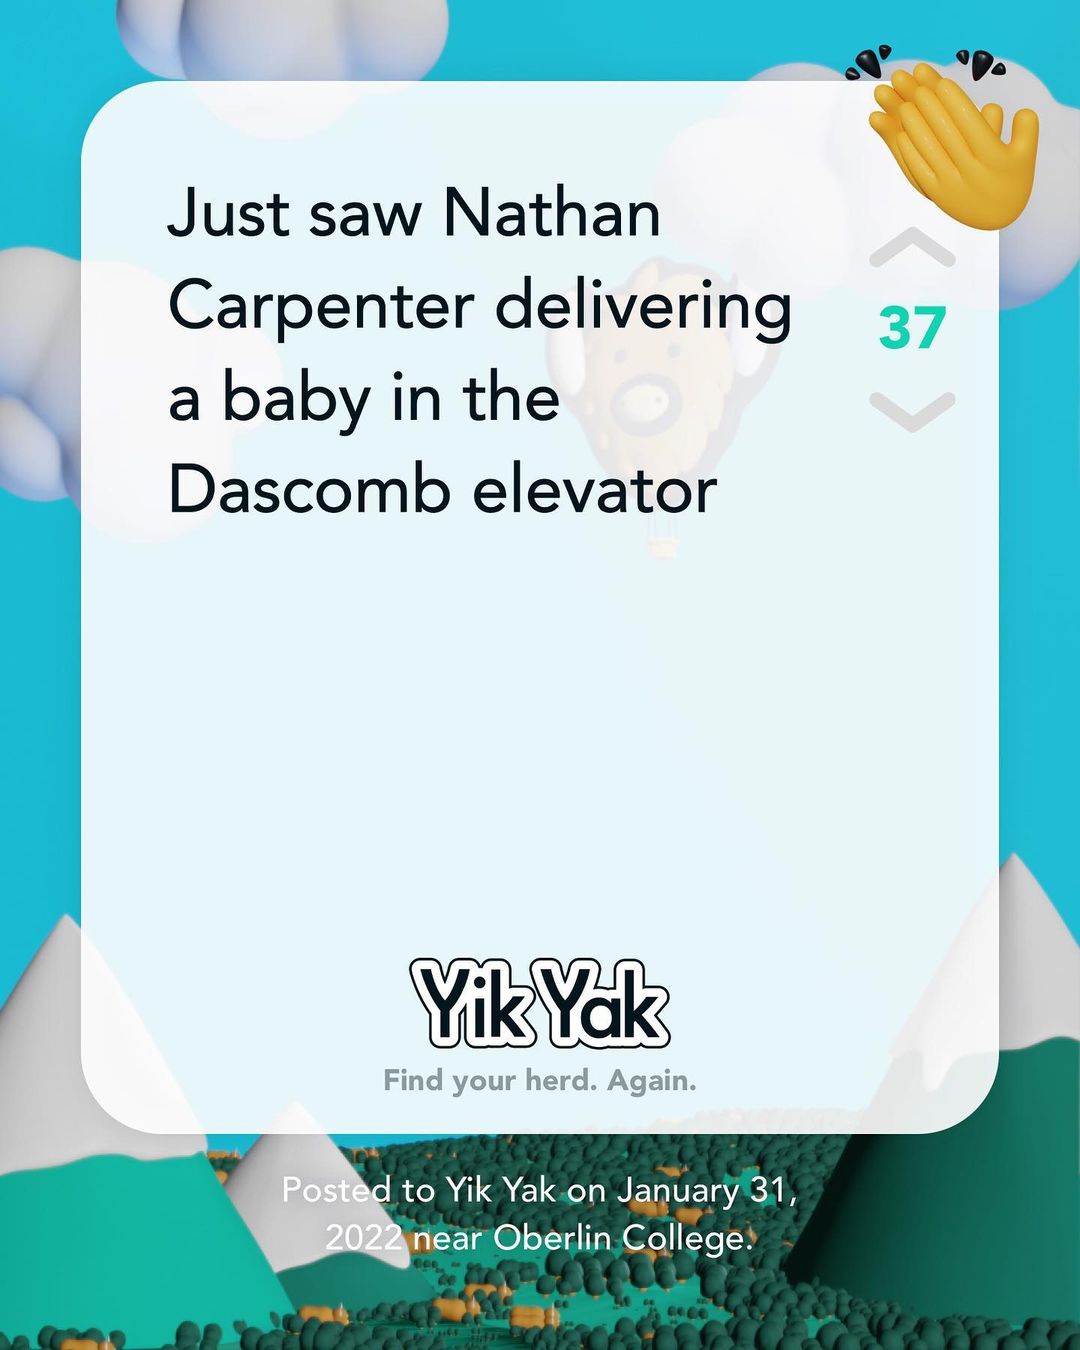 Just saw Nathan
Carpenter delivering
a baby in the
Dascomb elevator
37
Yik Yak
Find your herd. Again.
Posted to Yik Yak on January 31,
2022 near Oberlin College.